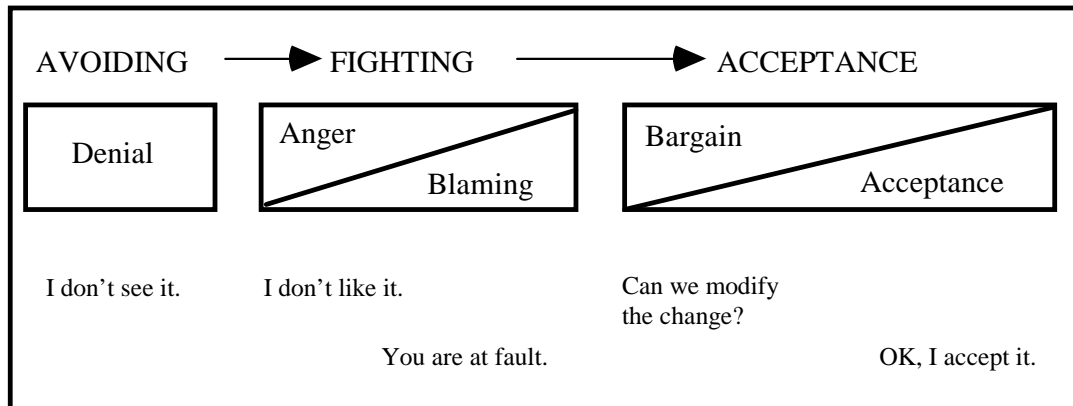 AVOIDING FIGHTING ACCEPTANCE
Denial
Anger
Blaming
Bargain
Acceptance
I don’t see it.
I don’t like it.
You are at fault.
Can we modify
the change?
OK, I accept it.